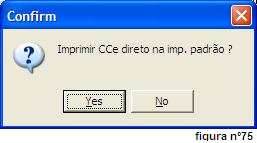 Confirm
Imprimir CCe direto na imp. padrão ?
Yes
No
figura nº75